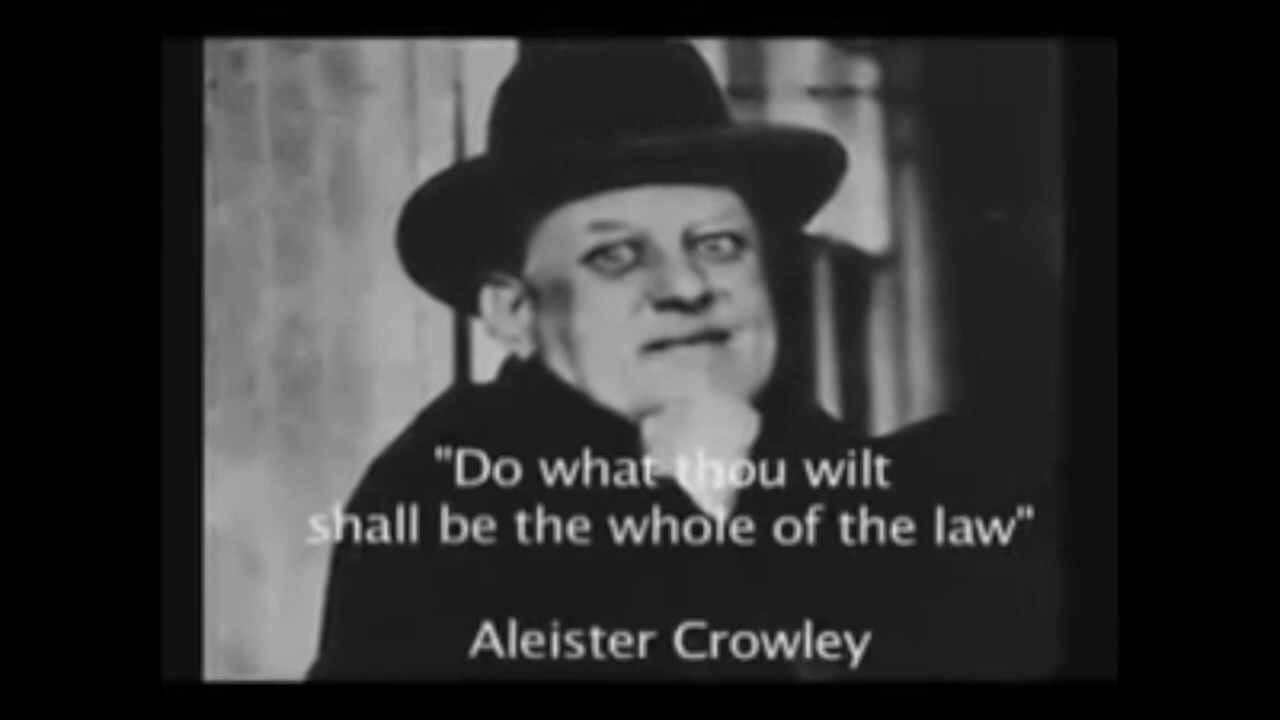 "Do what thou wilt
shall be the whole of the law"
Aleister Crowley